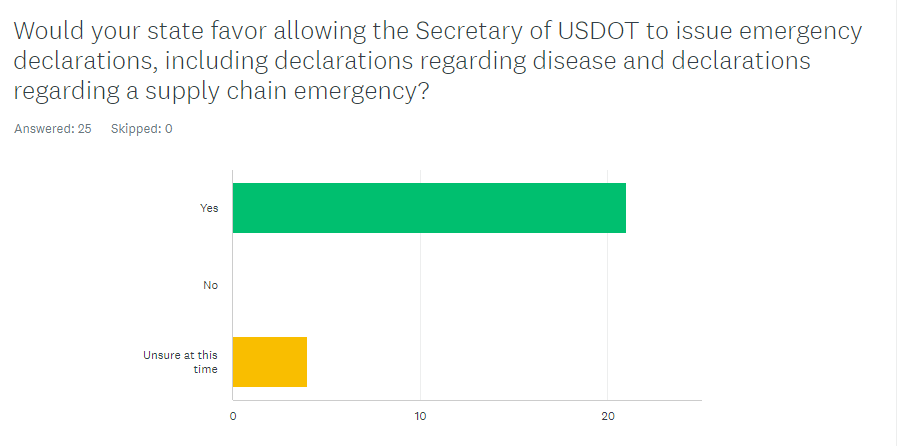 Would your state favor allowing the Secretary of USDOT to issue emergency
declarations, including declarations regarding disease and declarations
regarding a supply chain emergency?
Answered: 25 Skipped: 0
Yes
No
Unsure at this
time
0 10 20